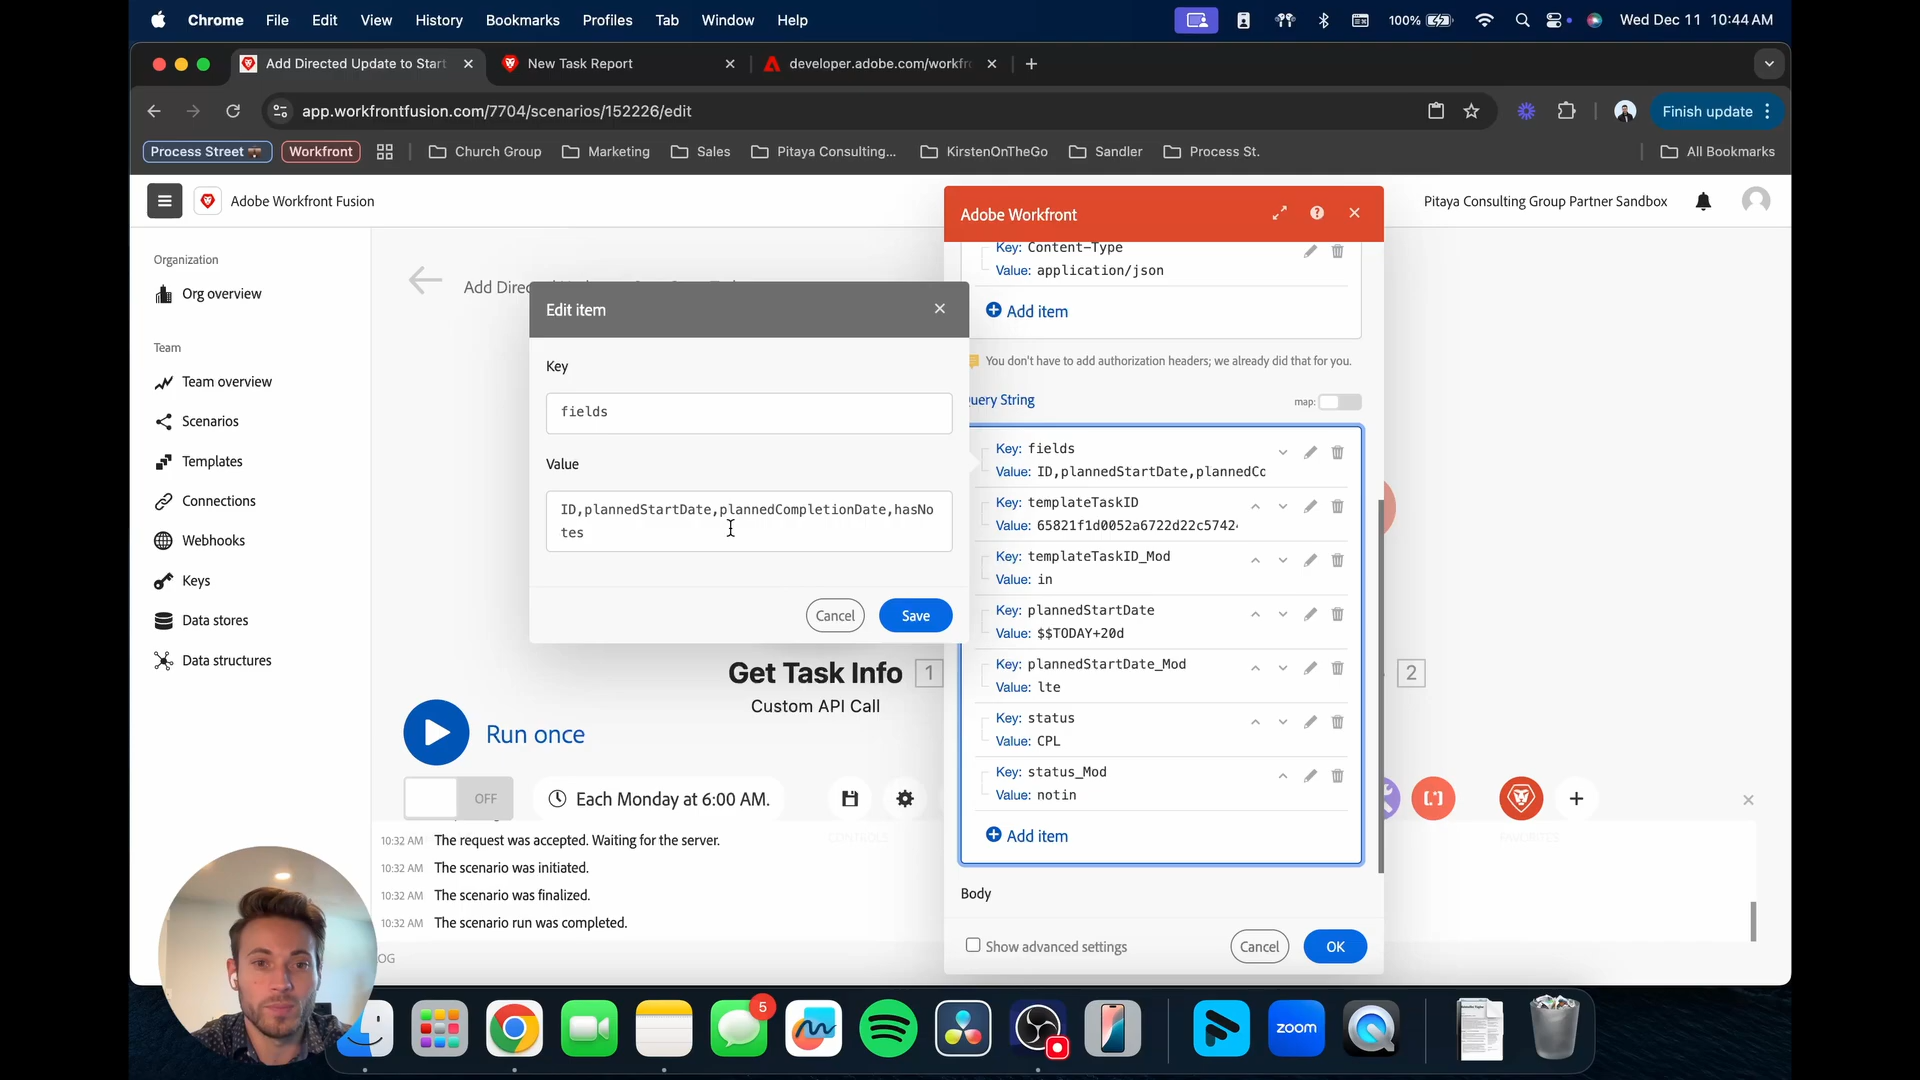 Chrome File Edit View History Bookmarks Profiles Tab Window Help
100% Wed Dec 11 10:44 AM
Add Directed Update to Start
New Task Report
developer.adobe.com/workfr
app.workfrontfusion.com/7704/scenarios/152226/edit
Finish update
Process Street
Workfront
Church Group
Marketing
Sales
Pitaya Consulting...
KirstenOnTheGo
Sandler
Process St.
All Bookmarks
Adobe Workfront Fusion
Pitaya Consulting Group Partner Sandbox
Organization
Org overview
Team
Team overview
Scenarios
Templates
Connections
Webhooks
Keys
Data stores
Data structures
Edit item
Key
fields
Value
ID,plannedStartDate,plannedCompletionDate,hasNo
tes
Cancel
Save
Get Task Info 1
Custom API Call
2
Run once
OFF
Each Monday at 6:00 AM.
CONTROLS
10:32 AM The request was accepted. Waiting for the server.
10:32 AM The scenario was initiated.
10:32 AM The scenario was finalized.
10:32 AM The scenario run was completed.
OG
Adobe Workfront
Key: Content-Type
Value: application/json
Add item
You don't have to add authorization headers; we already did that for you.
uery String
map:
Key: fields
Value: ID,plannedStartDate,plannedCo
Key: templateTaskID
Value: 65821f1d0052a6722d22c5742
Key: templateTaskID_Mod
Value: in
Key: plannedStartDate
Value: $$TODAY+20d
Key: plannedStartDate_Mod
Value: lte
Key: status
Value: CPL
Key: status_Mod
Value: notin
Add item
Body
Show advanced settings
Cancel
OK
FAVORITES
5
zoom